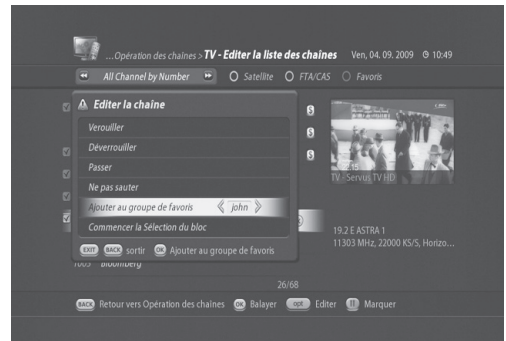 ...Opération des chaînes > TV - Editer la liste des chaînes Ven, 04. 09. 2009 10:49
All Channel by Number Satellite FTA/CAS Favoris
Editer la chaîne
Verouiller
Déverrouiller
Passer
Ne pas sauter
Ajouter au groupe de favoris john
Commencer la Sélection du bloc
EXIT BACK sortir OK Ajouter au groupe de favoris
$
$
$
TV - Servus TV HD
19.2 E ASTRA 1
11303 MHz, 22000 KS/S, Horizo...
1005 Bloomberg
26/68
BACK Retour vers Opération des chaînes OK Balayer opt Editer Marquer